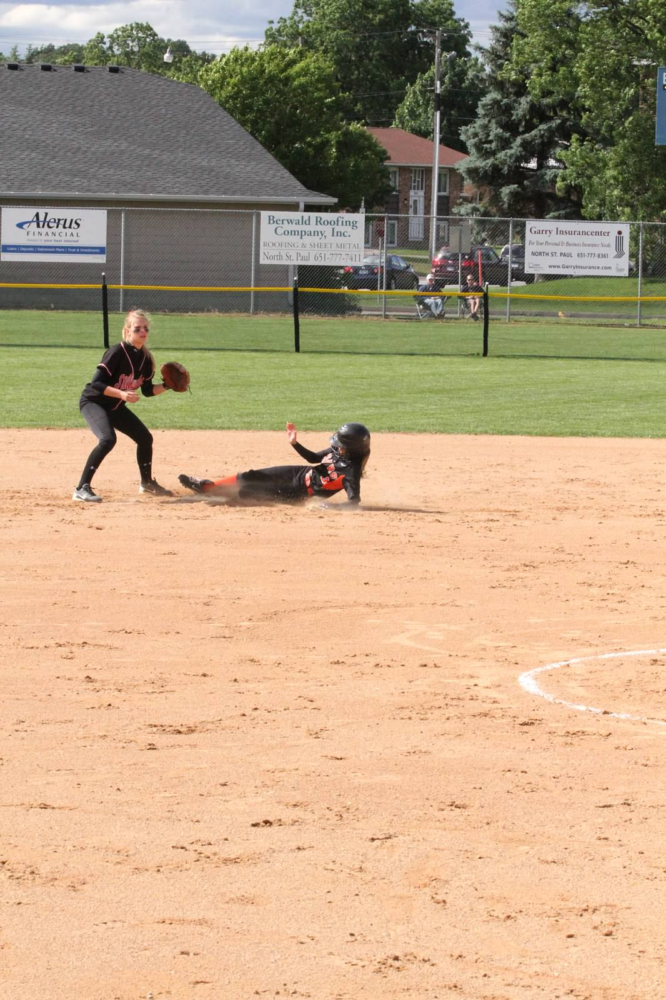 Alerus
FINANCIAL
Always in your best interest
Loans | Deposits | Retirement Plans | Trust & Investments
Berwald Roofing
Company, Inc.
ROOFING & SHEET METAL
North St. Paul 651-777-7411
Garry Insurancenter
For Your Personal & Business Insurance Needs
NORTH ST. PAUL 651-777-8361
www.GarryInsurance.com